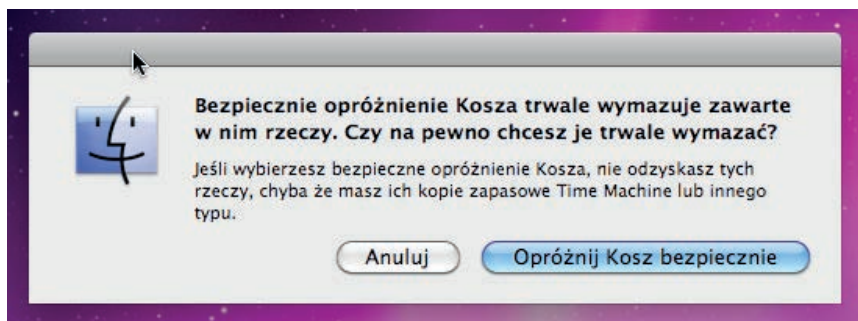 Bezpiecznie opróżnienie Kosza trwale wymazuje zawarte
w nim rzeczy. Czy na pewno chcesz je trwale wymazać?
Jeśli wybierzesz bezpieczne opróżnienie Kosza, nie odzyskasz tych
rzeczy, chyba że masz ich kopie zapasowe Time Machine lub innego
typu.
Anuluj
Opróżnij Kosz bezpiecznie